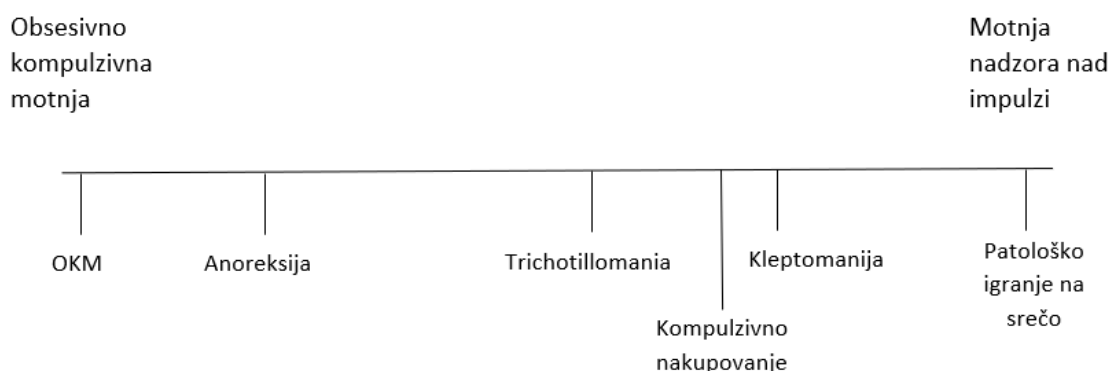 Obsesivno
kompulzivna
motnja
Motnja
nadzora nad
impulzi
OKM
Anoreksija
Trichotillomania
Kompulzivno
nakupovanje
Kleptomanija
Patološko
igranje na
srečo